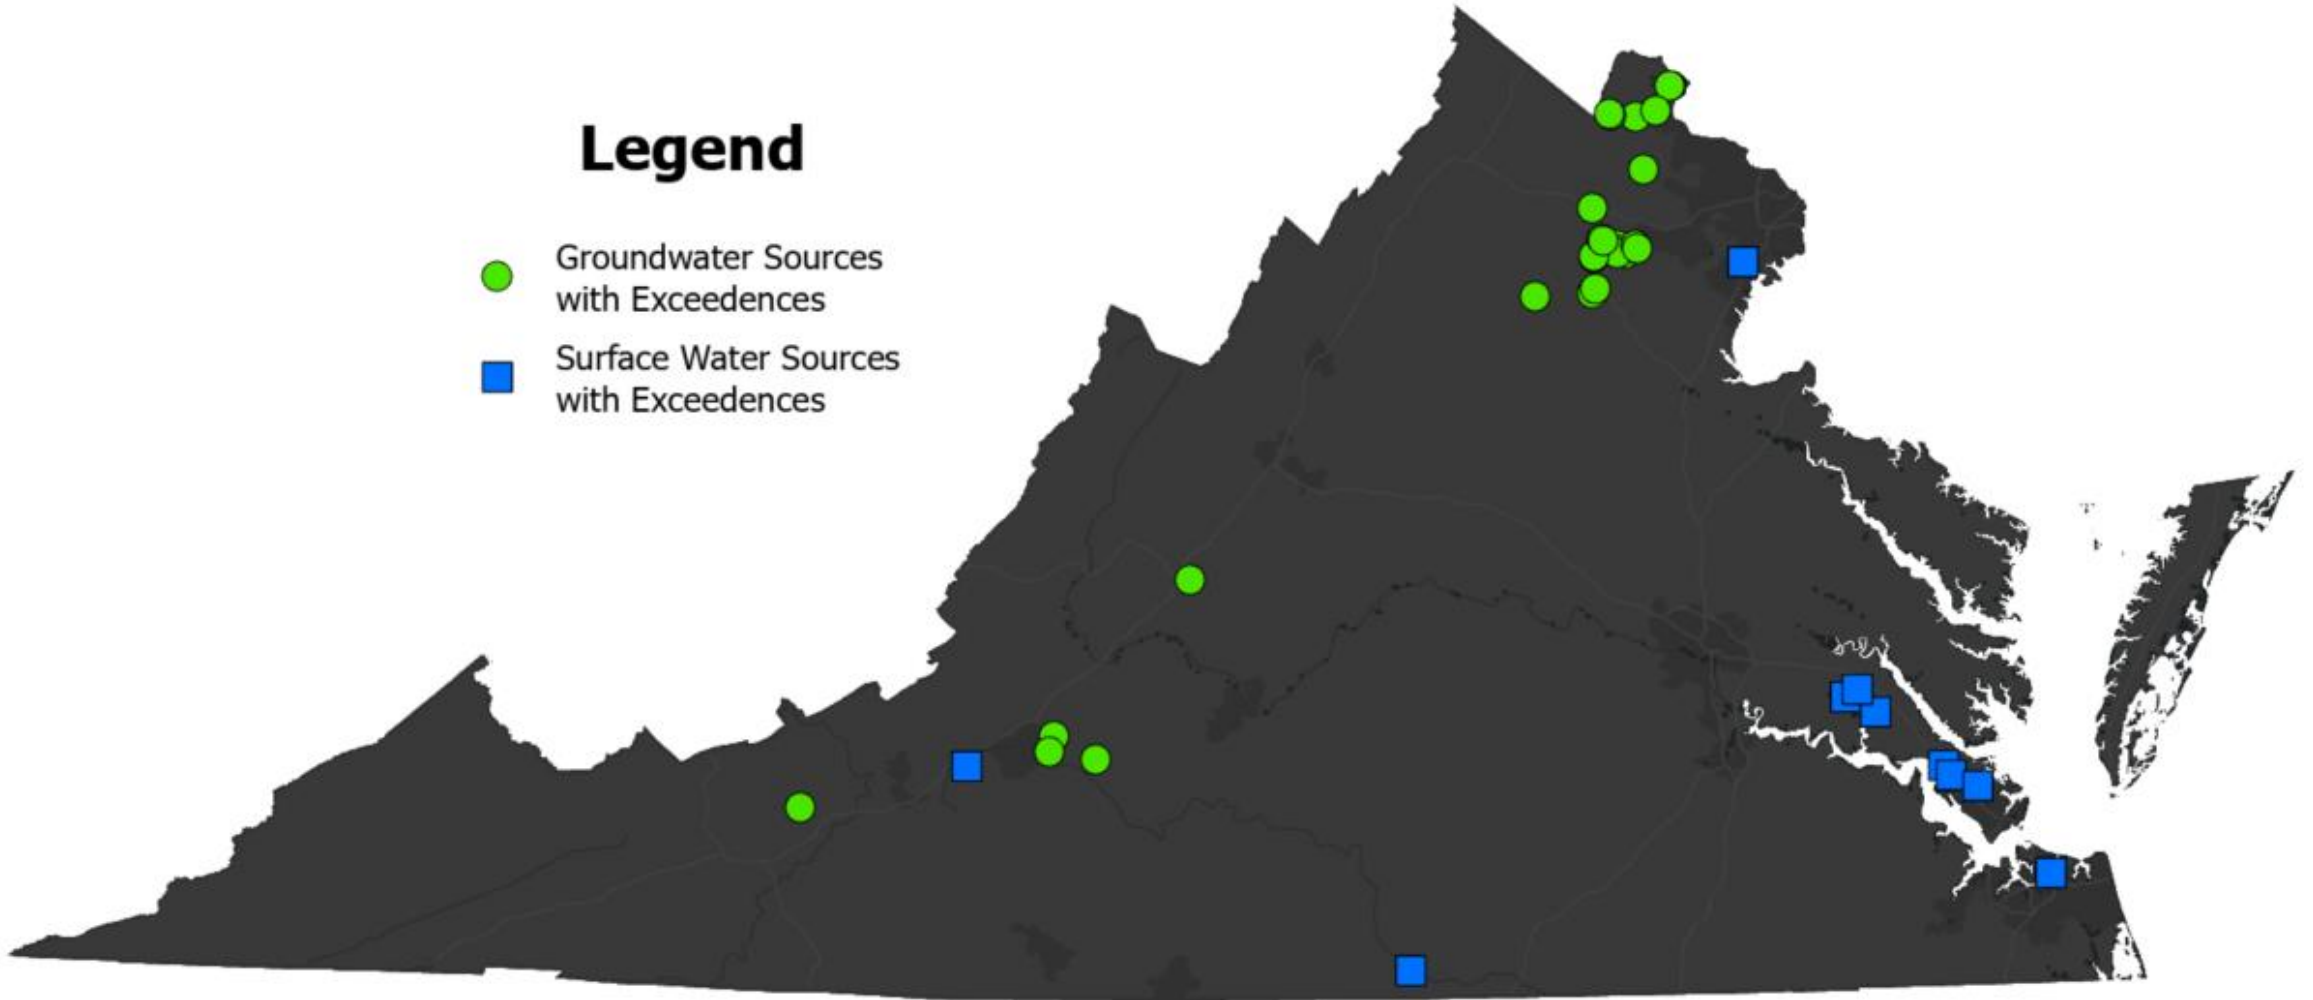 Legend
Groundwater Sources
with Exceedences
Surface Water Sources
with Exceedences